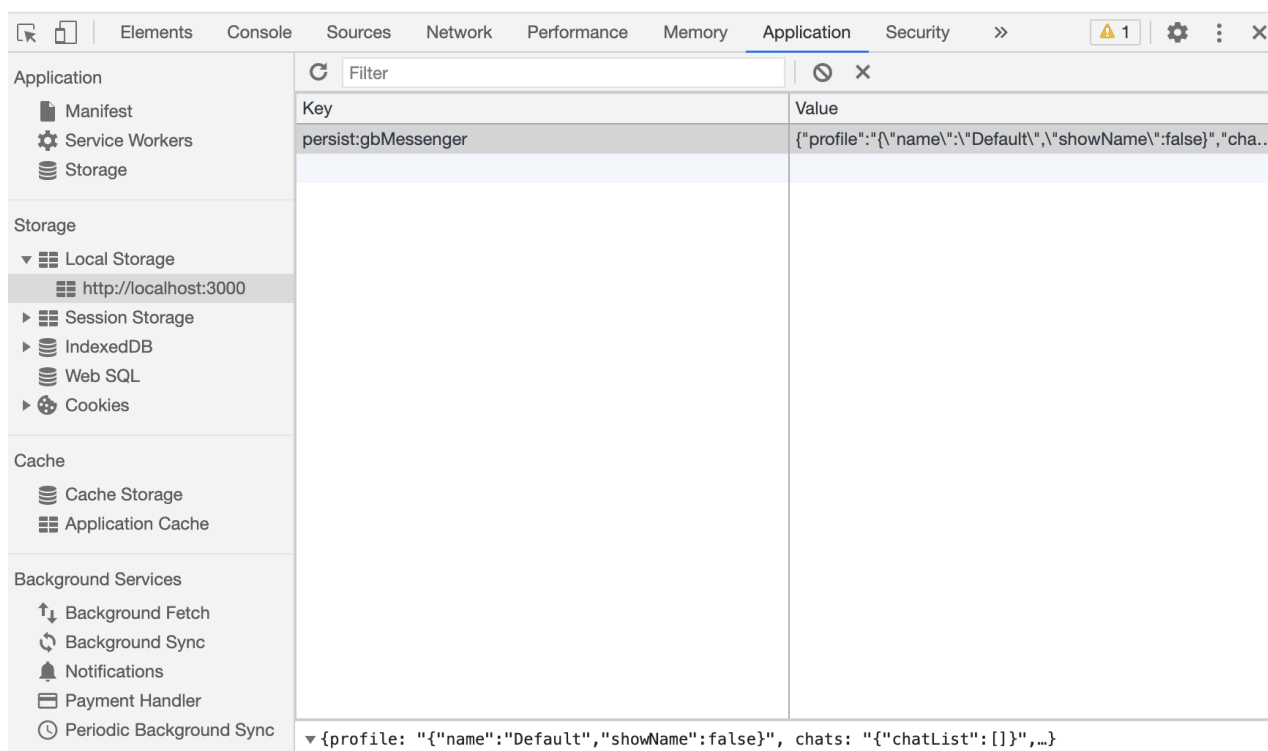 Elements Console Sources Network Performance Memory Application Security » 1
Application
Manifest
Service Workers
Storage
Storage
Local Storage
http://localhost:3000
Session Storage
IndexedDB
Web SQL
Cookies
Cache
Cache Storage
Application Cache
Background Services
Background Fetch
Background Sync
Notifications
Payment Handler
Periodic Background Sync
Filter
Key Value
persist:gbMessenger {"profile":"{\"name\":\"Default\",\"showName\":false}","cha…
{profile: "{"name":"Default","showName":false}", chats: "{"chatList":[]}",…}